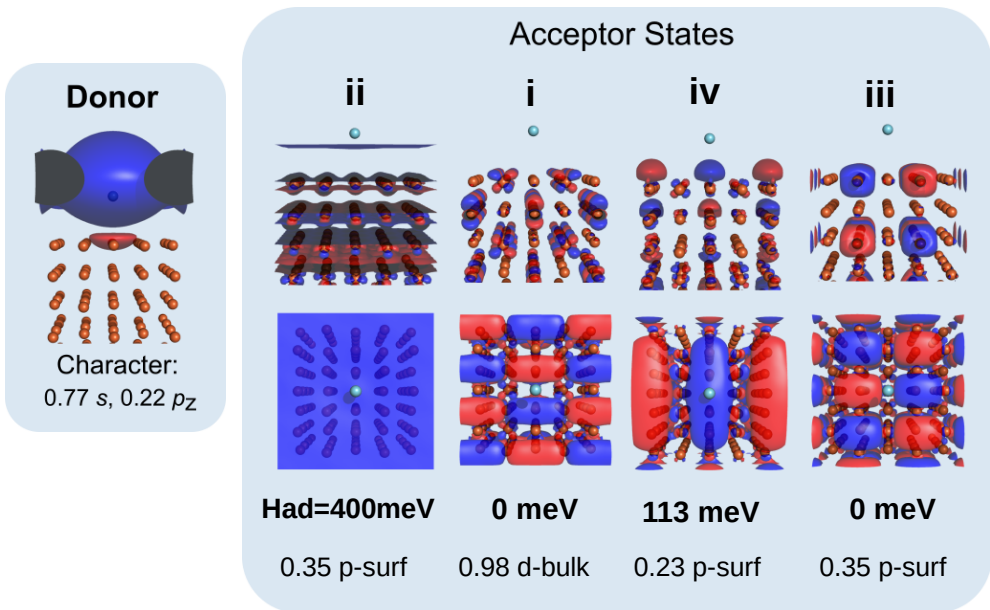 Acceptor States
Donor
ii
i
iv
iii
Character:
0.77 s, 0.22 pz
Had=400meV
0 meV
113 meV
0 meV
0.35 p-surf
0.98 d-bulk
0.23 p-surf
0.35 p-surf